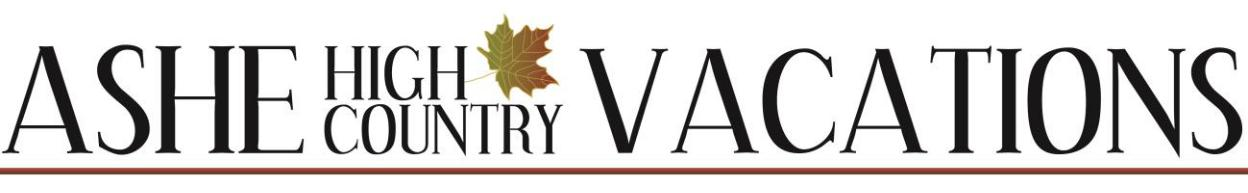 ASHE HIGH COUNTRY VACATIONS